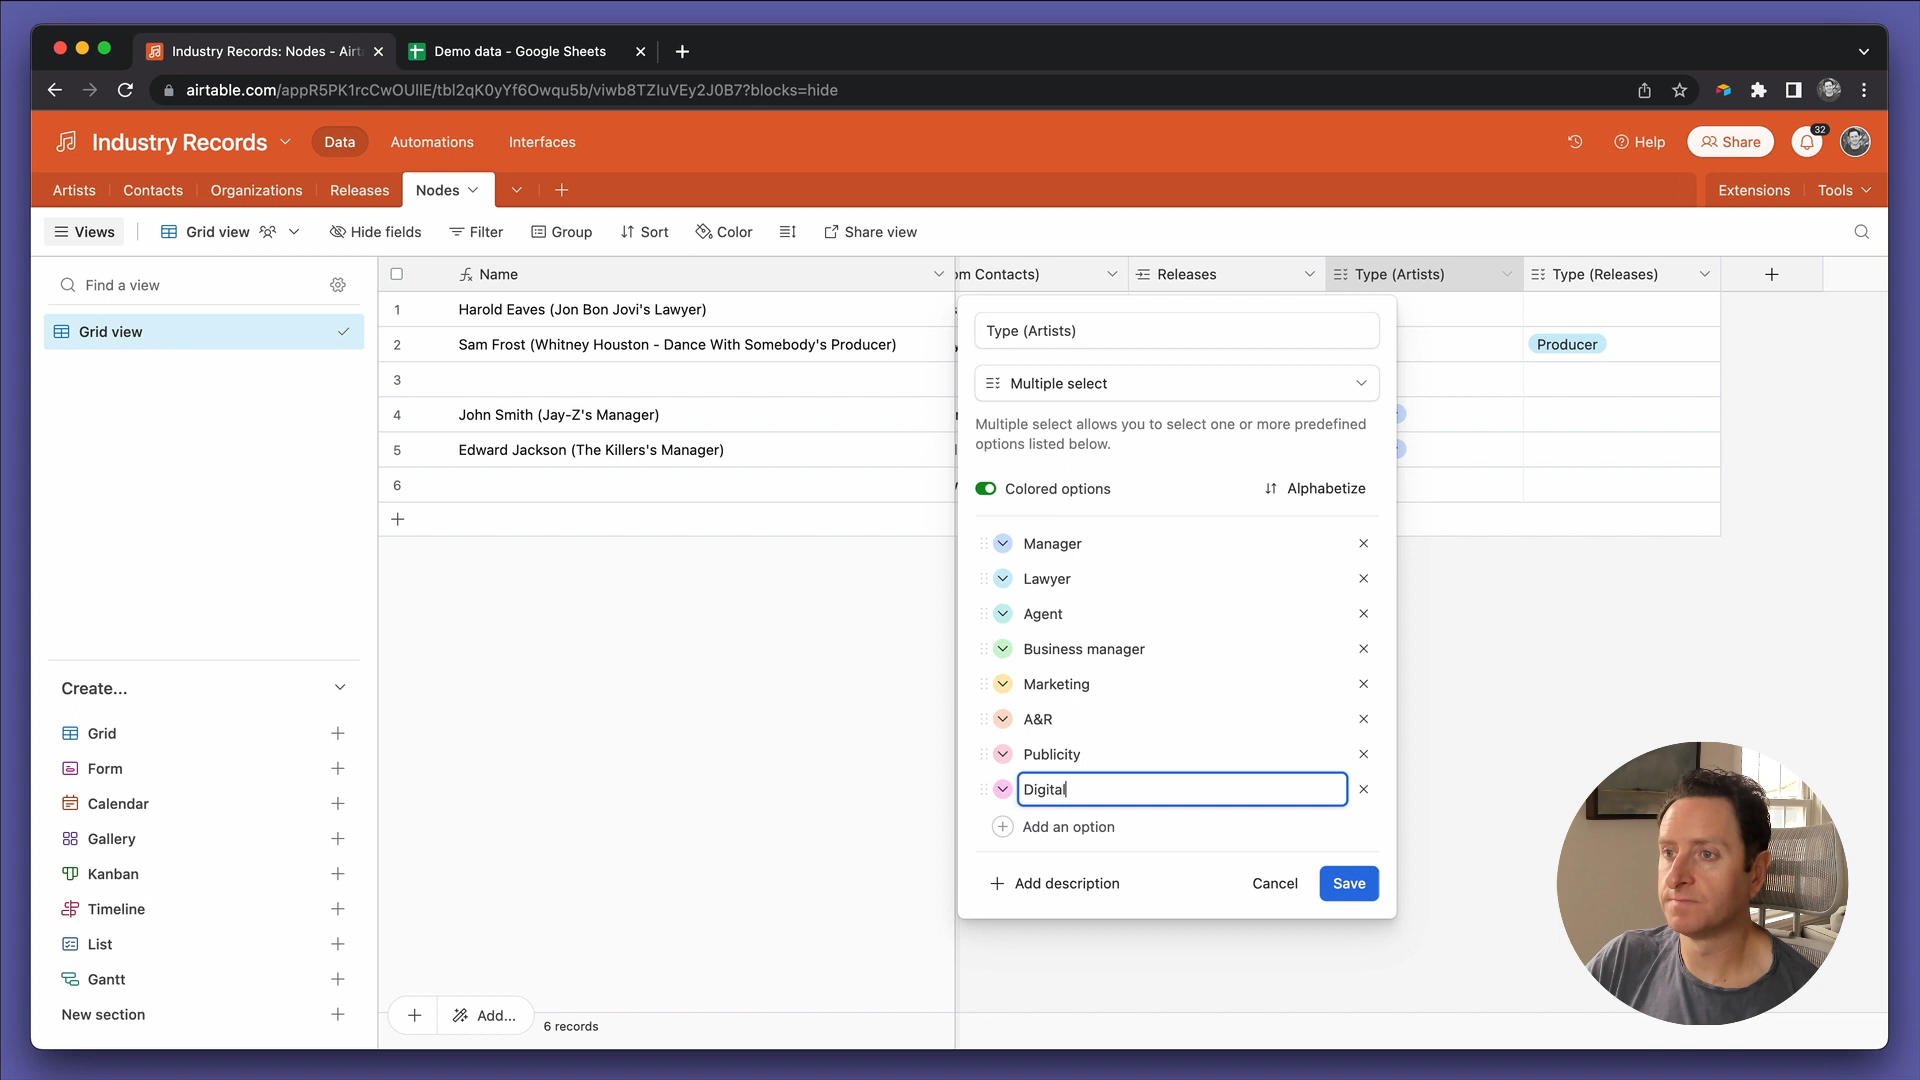 Industry Records: Nodes - Airt
Demo data - Google Sheets
airtable.com/appR5PK1rcCwOUIlE/tbl2qK0yYf6Owqu5b/viwb8TZIuVEy2J0B7?blocks=hide
Industry Records
Data
Automations
Interfaces
Help
Share
32
Artists
Contacts
Organizations
Releases
Nodes
Extensions
Tools
Views
Grid view
Hide fields
Filter
Group
Sort
Color
Share view
Find a view
Grid view
Name
om Contacts)
Releases
Type (Artists)
Type (Releases)
1 Harold Eaves (Jon Bon Jovi's Lawyer)
2 Sam Frost (Whitney Houston - Dance With Somebody's Producer)
Producer
3
4 John Smith (Jay-Z's Manager)
5 Edward Jackson (The Killers's Manager)
6
Type (Artists)
Multiple select
Multiple select allows you to select one or more predefined
options listed below.
Colored options
Alphabetize
Manager
Lawyer
Agent
Business manager
Marketing
A&R
Publicity
Digital
Add an option
Add description
Cancel
Save
Create...
Grid
Form
Calendar
Gallery
Kanban
Timeline
List
Gantt
New section
Add...
6 records